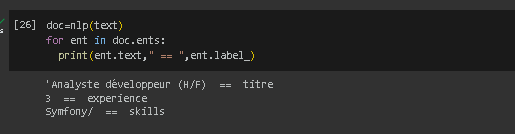 [26] doc=nlp(text)
for ent in doc.ents:
print(ent.text," == ",ent.label_)
'Analyste développeur (H/F) == titre
3 == experience
Symfony/ == skills